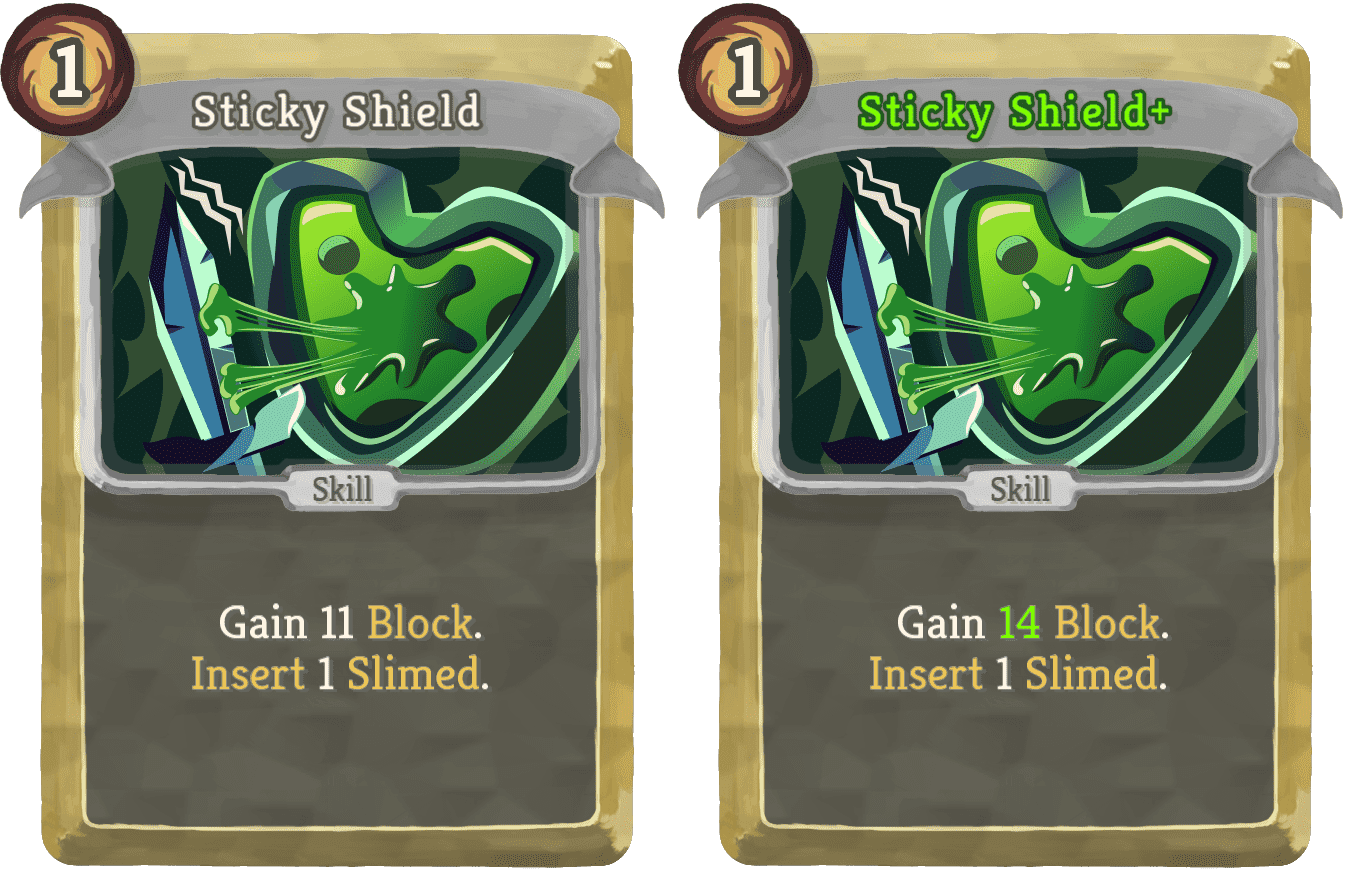 1
Sticky Shield
Skill
Gain 11 Block.
Insert 1 Slimed.
1
Sticky Shield+
Skill
Gain 14 Block.
Insert 1 Slimed.